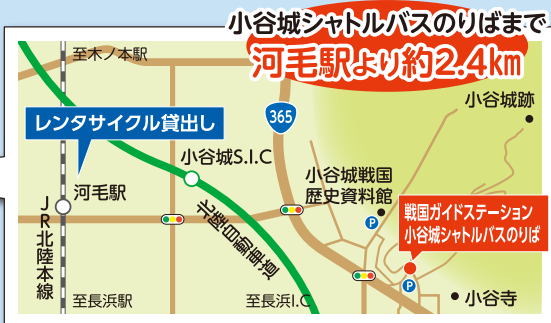 小谷城シャトルバスのりばまで
河毛駅より約2.4km
至木ノ本駅
小谷城跡
365
レンタサイクル貸出し
小谷城S.I.C
小谷城戦国
歴史資料館
河毛駅
戦国ガイドステーション
小谷城シャトルバスのりば
P
JR北陸本線
北陸自動車道
P
小谷寺
至長浜駅
至長浜I.C